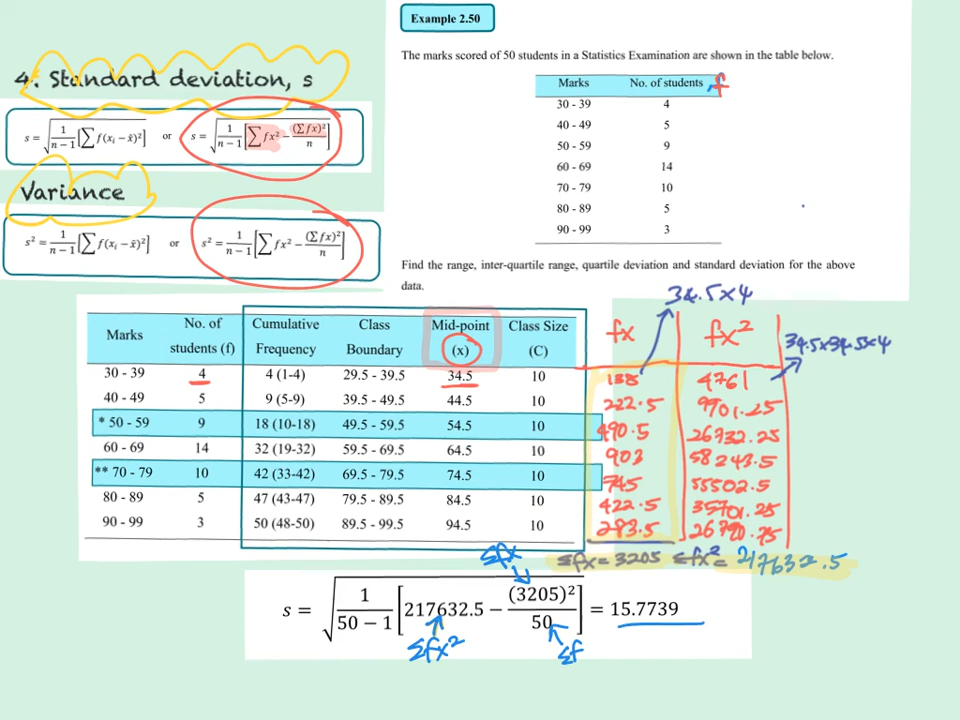 4. Standard deviation, s
s = √(1/(n − 1) [∑ f(xᵢ − x̄)²]) or s = √(1/(n − 1) [∑ fx² − (∑ fx)²/n])
Variance
s² = 1/(n − 1) [∑ f(xᵢ − x̄)²] or s² = 1/(n − 1) [∑ fx² − (∑ fx)²/n]
Example 2.50
The marks scored of 50 students in a Statistics Examination are shown in the table below.
Marks No. of students , f
30 - 39 4
40 - 49 5
50 - 59 9
60 - 69 14
70 - 79 10
80 - 89 5
90 - 99 3
Find the range, inter-quartile range, quartile deviation and standard deviation for the above
data.
34.5×4
Marks No. of students (f) Cumulative Frequency Class Boundary Mid-point (x) Class Size (C) fx fx²
34.5×34.5×4
30 - 39 4 4 (1-4) 29.5 - 39.5 34.5 10 138 4761
40 - 49 5 9 (5-9) 39.5 - 49.5 44.5 10 222.5 9901.25
* 50 - 59 9 18 (10-18) 49.5 - 59.5 54.5 10 490.5 26732.25
60 - 69 14 32 (19-32) 59.5 - 69.5 64.5 10 903 58243.5
** 70 - 79 10 42 (33-42) 69.5 - 79.5 74.5 10 745 55502.5
80 - 89 5 47 (43-47) 79.5 - 89.5 84.5 10 422.5 35701.25
90 - 99 3 50 (48-50) 89.5 - 99.5 94.5 10 283.5 26790.75
Σfx = 3205 Σfx² = 217632.5
Σfx
s = √(1/(50 − 1) [217632.5 − (3205)²/50]) = 15.7739
Σfx² Σf